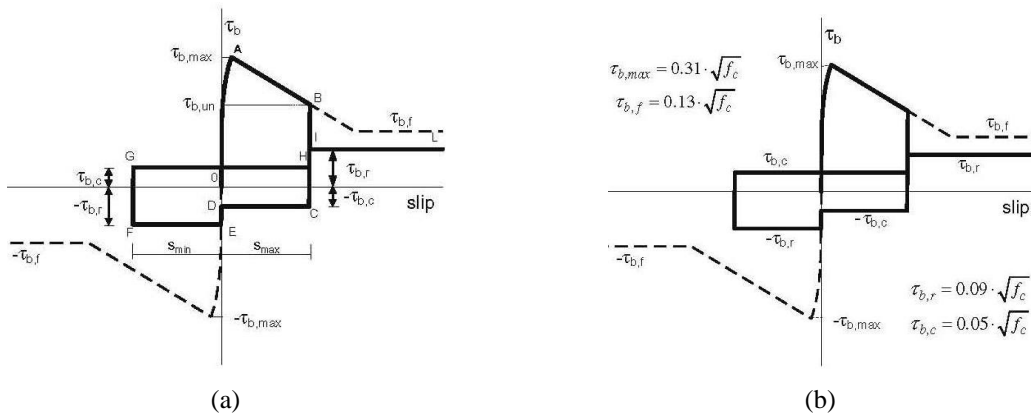 τb
A
τb,max
τb,un
B
τb,f
I
L
G
H
τb,c
0
τb,r
slip
-τb,r
D
-τb,c
C
F
E
smin
smax
-τb,f
-τb,max
(a)
τb
τb,max
τb,max = 0.31 · √fc
τb,f = 0.13 · √fc
τb,f
τb,c
τb,r
slip
-τb,c
-τb,r
-τb,f
τb,r = 0.09 · √fc
τb,c = 0.05 · √fc
-τb,max
(b)